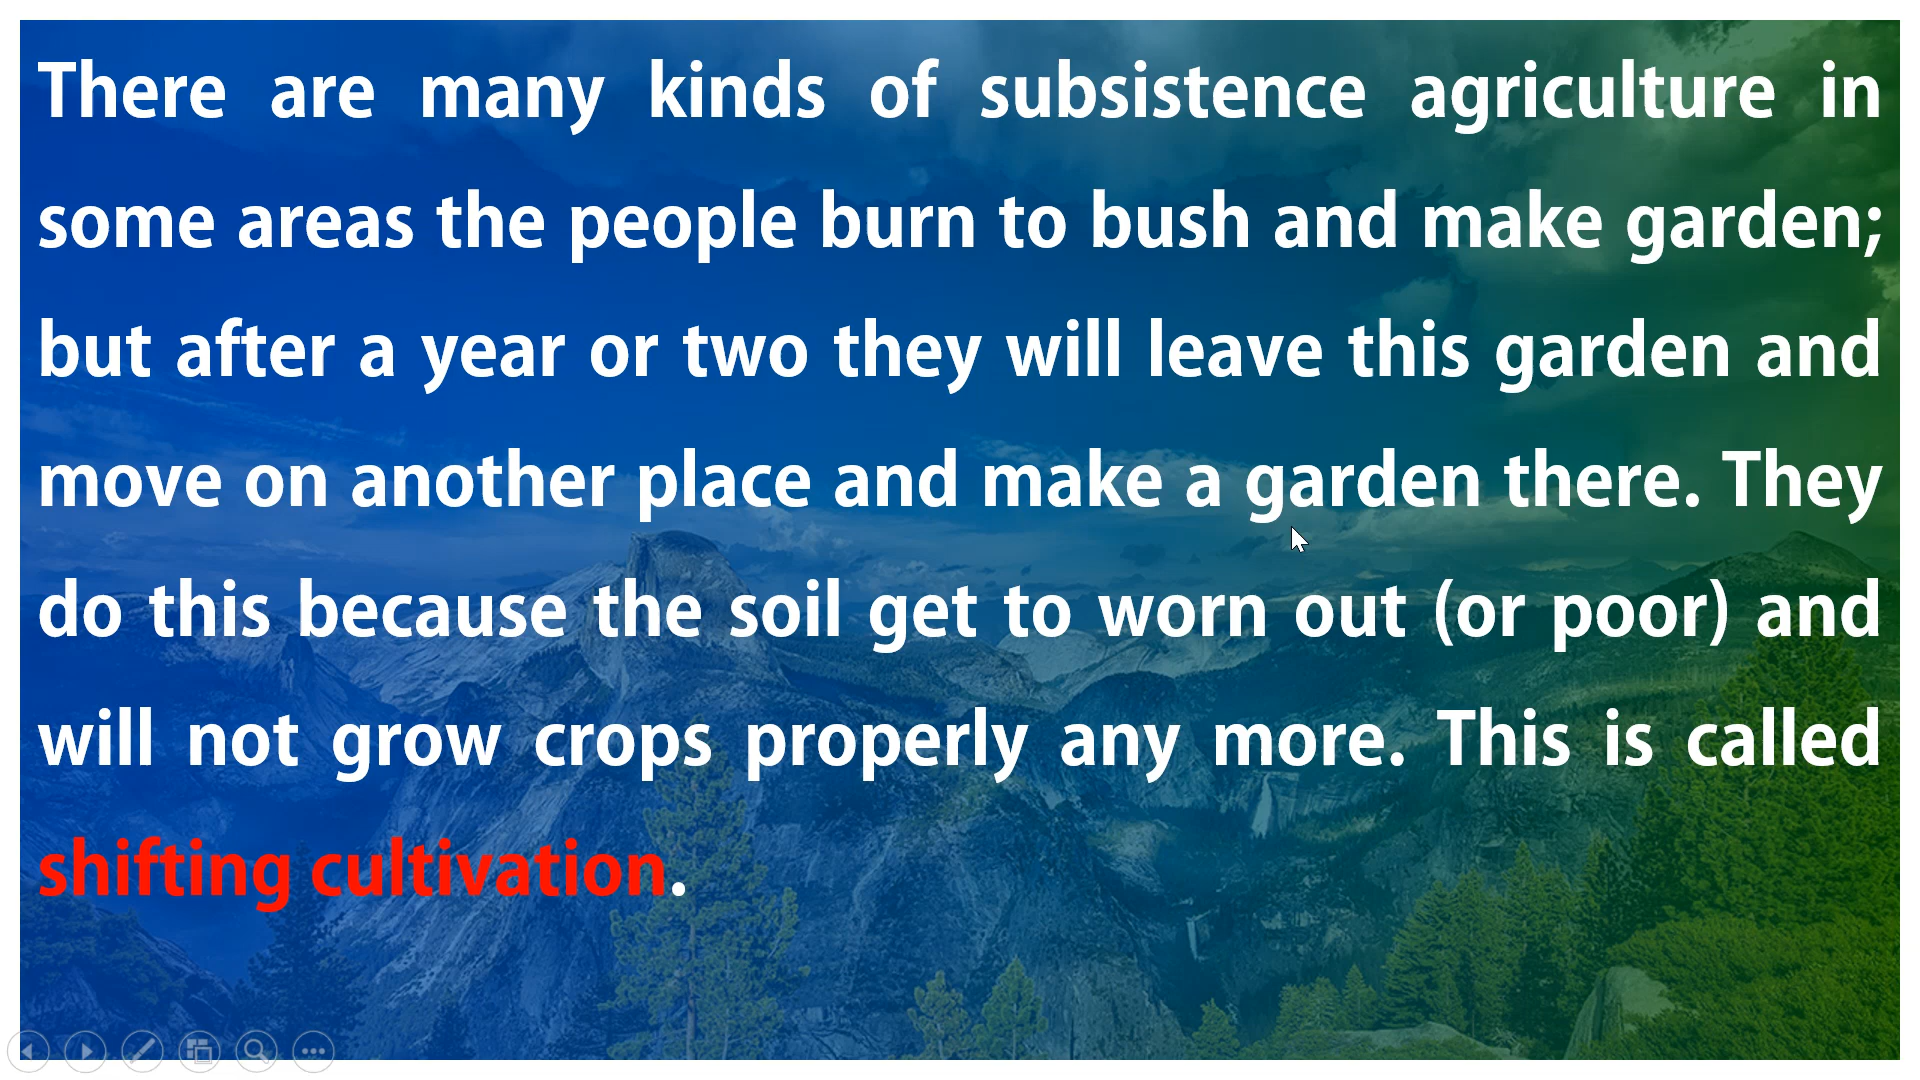 There are many kinds of subsistence agriculture in
some areas the people burn to bush and make garden;
but after a year or two they will leave this garden and
move on another place and make a garden there. They
do this because the soil get to worn out (or poor) and
will not grow crops properly any more. This is called
shifting cultivation.